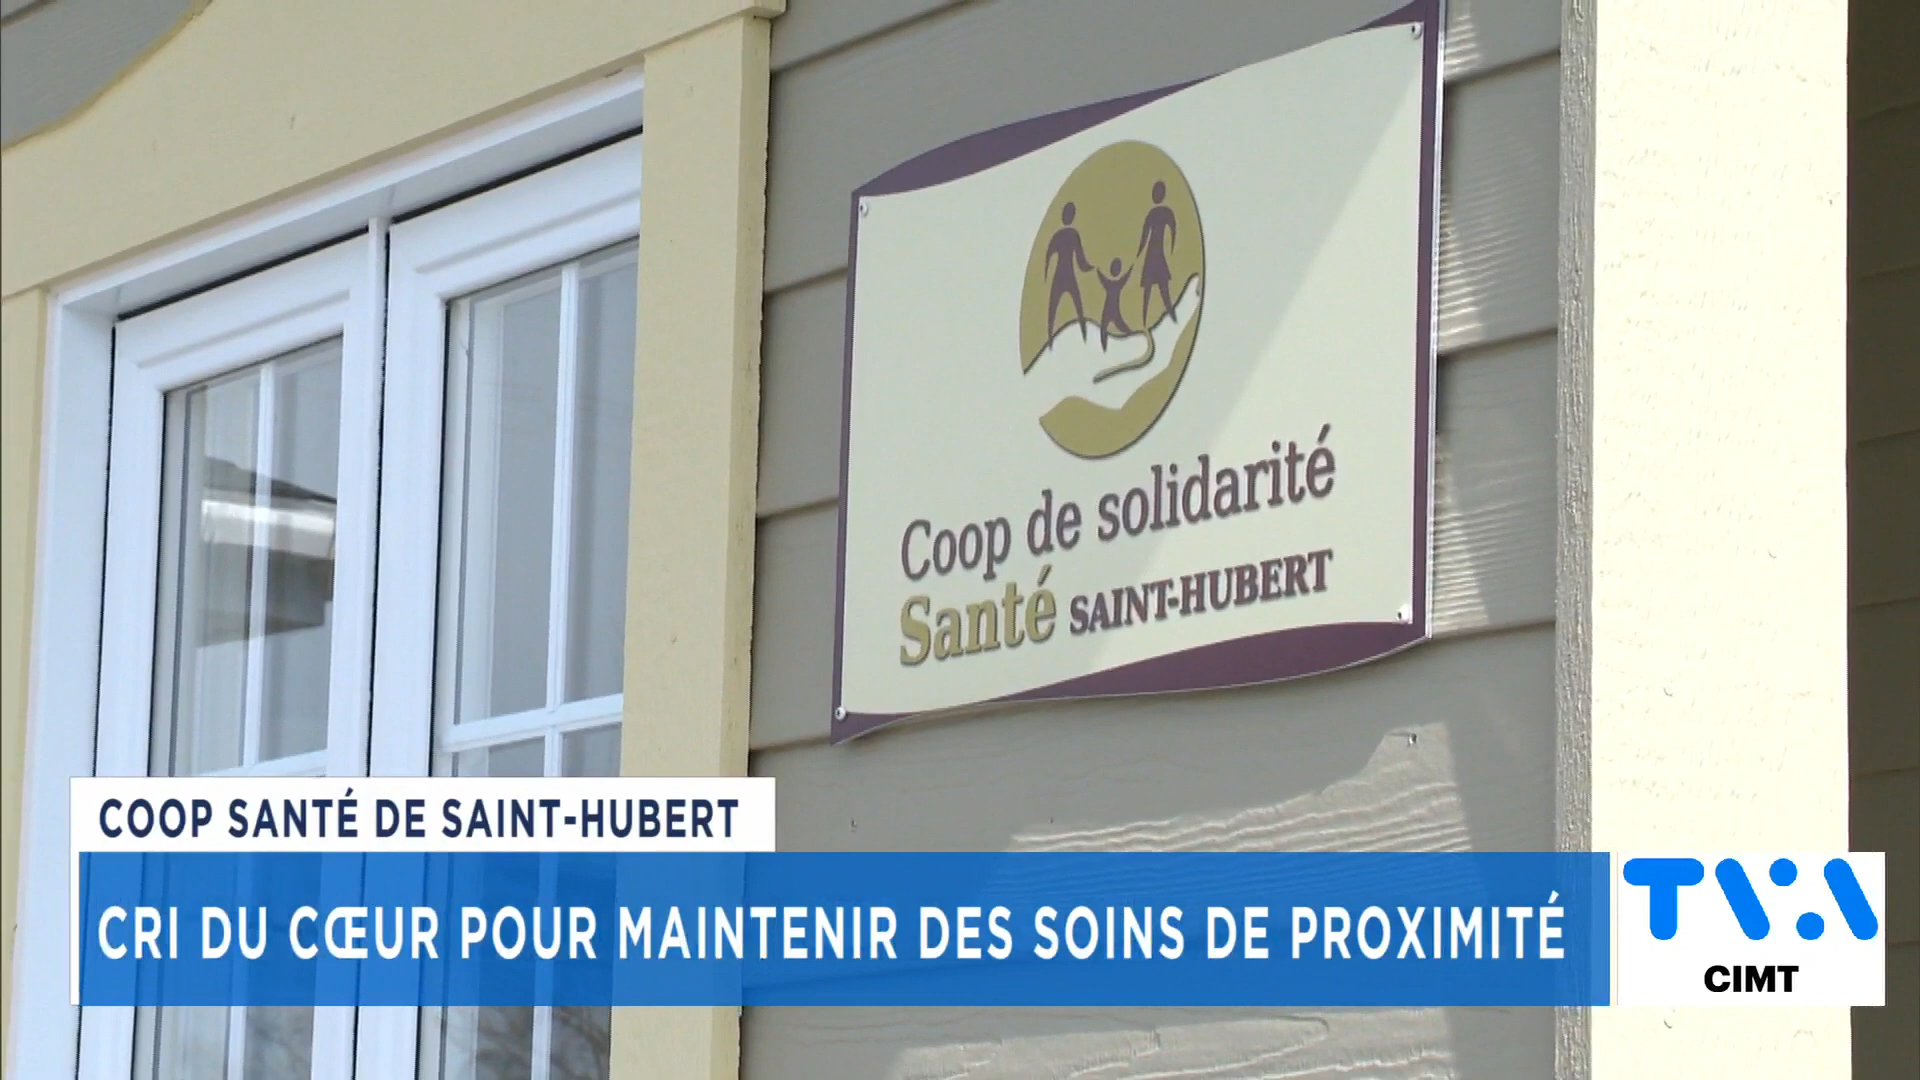 Coop de solidarité
Santé SAINT-HUBERT
COOP SANTÉ DE SAINT-HUBERT
CRI DU CŒUR POUR MAINTENIR DES SOINS DE PROXIMITÉ
TVA
CIMT